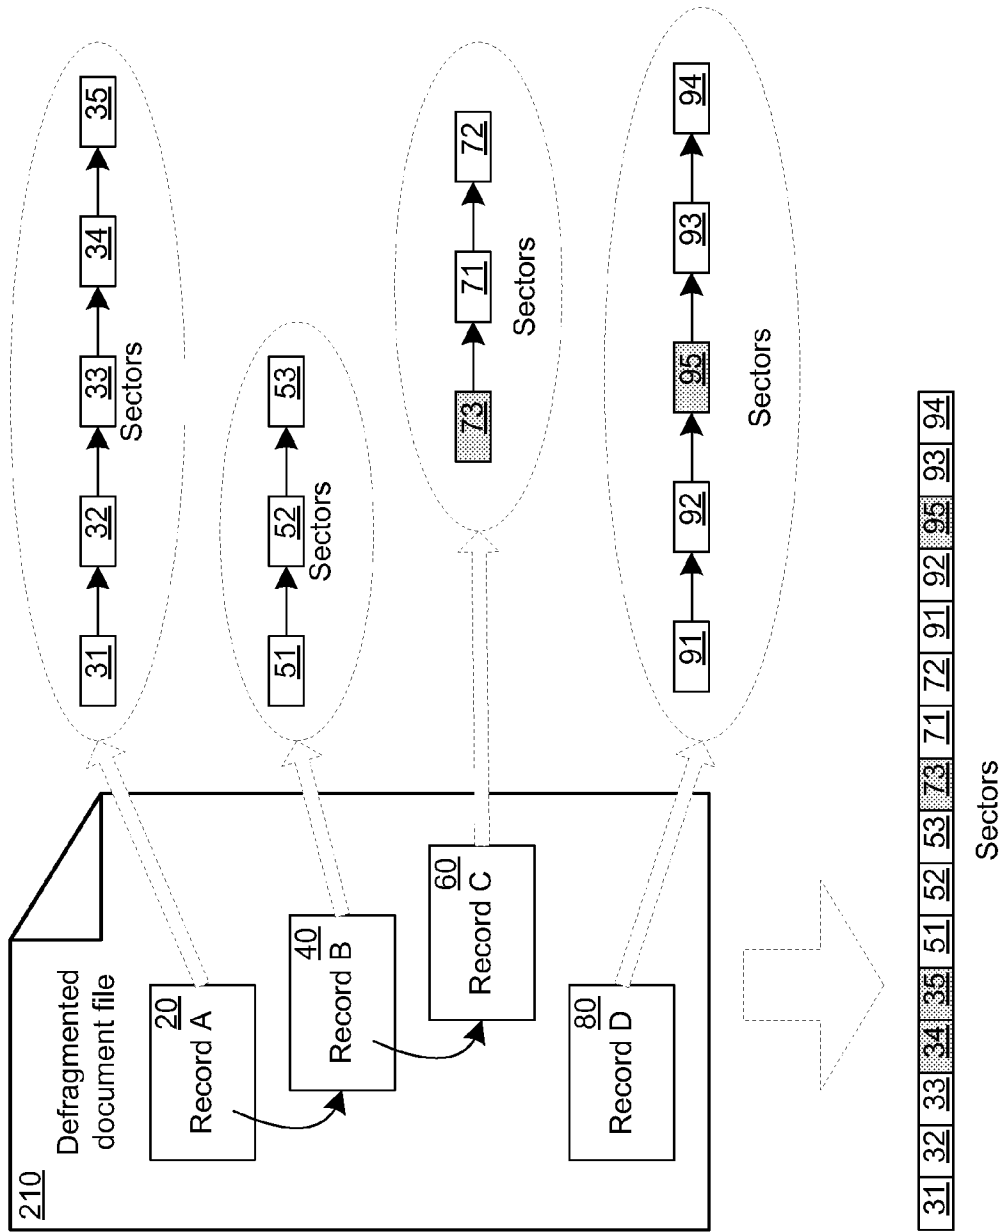 210
Defragmented
document file
20
Record A
40
Record B
60
Record C
80
Record D
31 32 33 34 35
Sectors
51 52 53
Sectors
73 71 72
Sectors
91 92 95 93 94
Sectors
31 32 33 34 35 51 52 53 73 71 72 91 92 95 93 94
Sectors